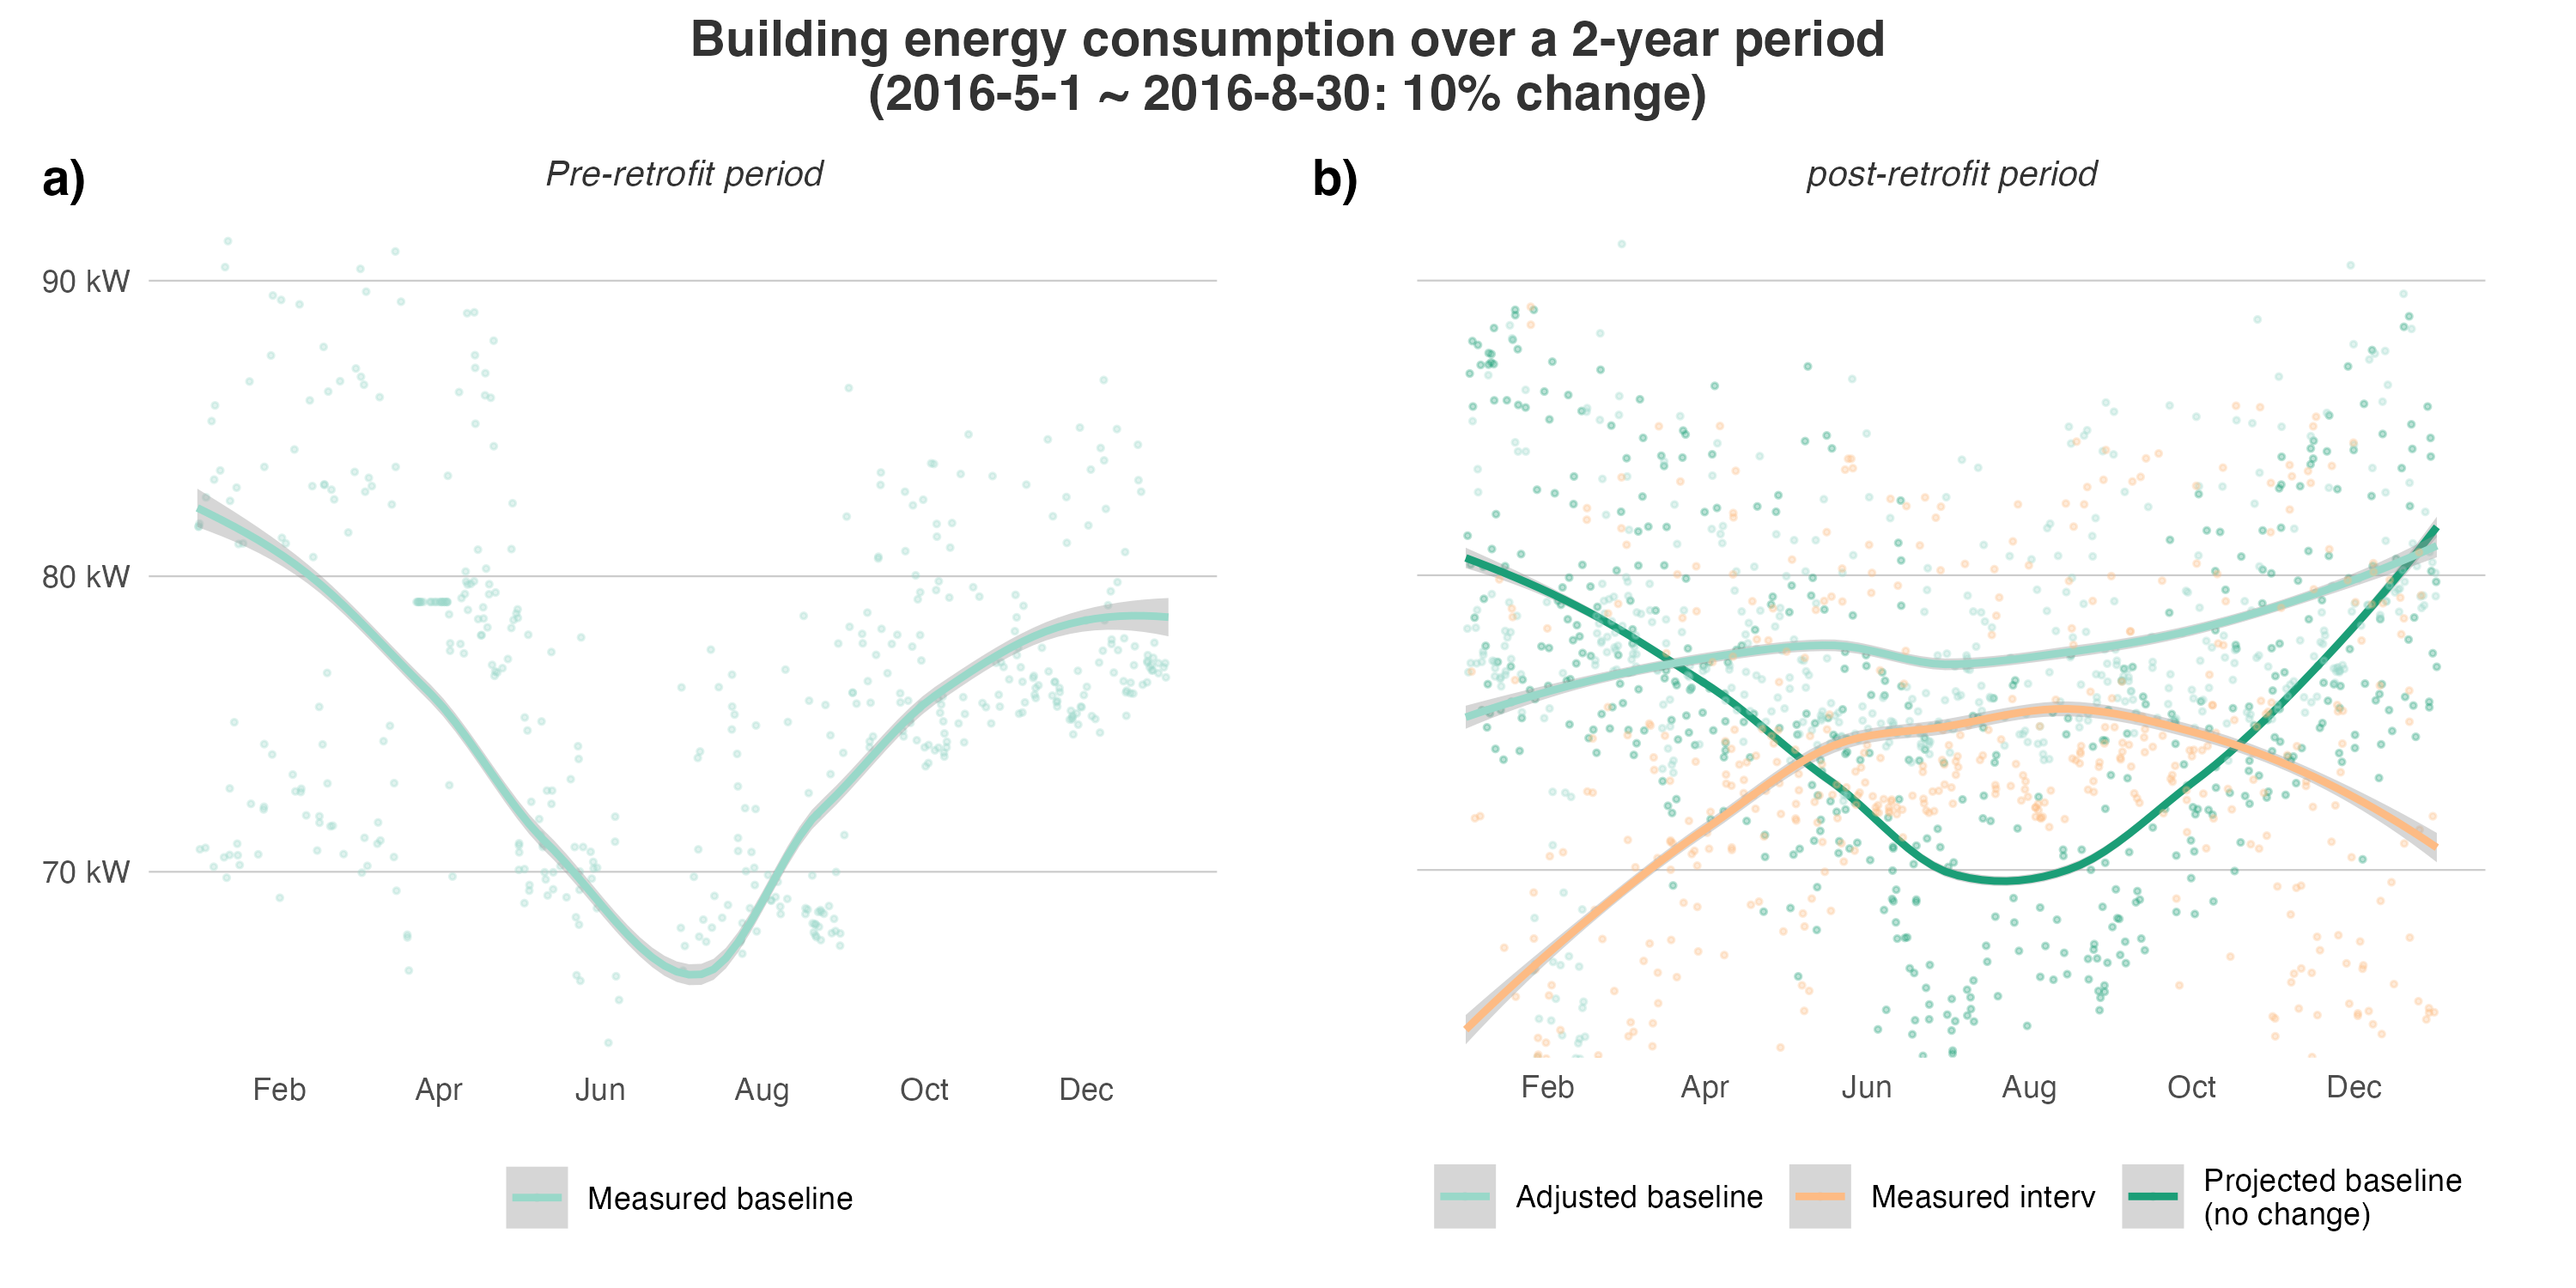 Building energy consumption over a 2-year period
(2016-5-1 ~ 2016-8-30: 10% change)
a)
Pre-retrofit period
90 kW
80 kW
70 kW
Feb Apr Jun Aug Oct Dec
Measured baseline
b)
post-retrofit period
Feb Apr Jun Aug Oct Dec
Adjusted baseline
Measured interv
Projected baseline
(no change)